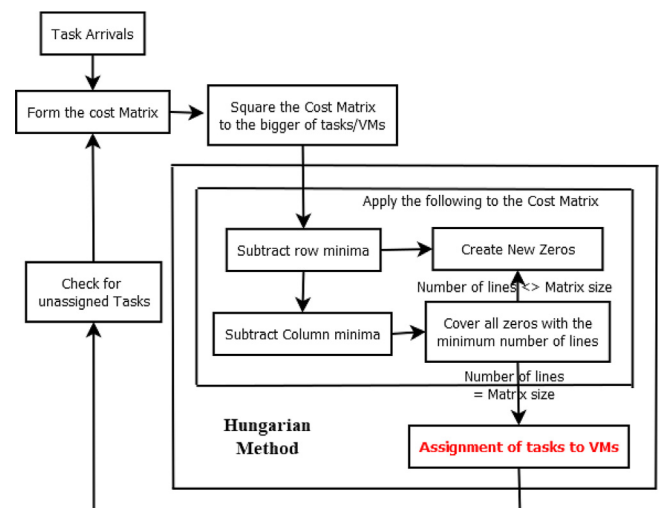 Task Arrivals
Form the cost Matrix
Square the Cost Matrix
to the bigger of tasks/VMs
Apply the following to the Cost Matrix
Subtract row minima
Create New Zeros
Check for
unassigned Tasks
Number of lines <> Matrix size
Subtract Column minima
Cover all zeros with the
minimum number of lines
Number of lines
= Matrix size
Hungarian
Method
Assignment of tasks to VMs